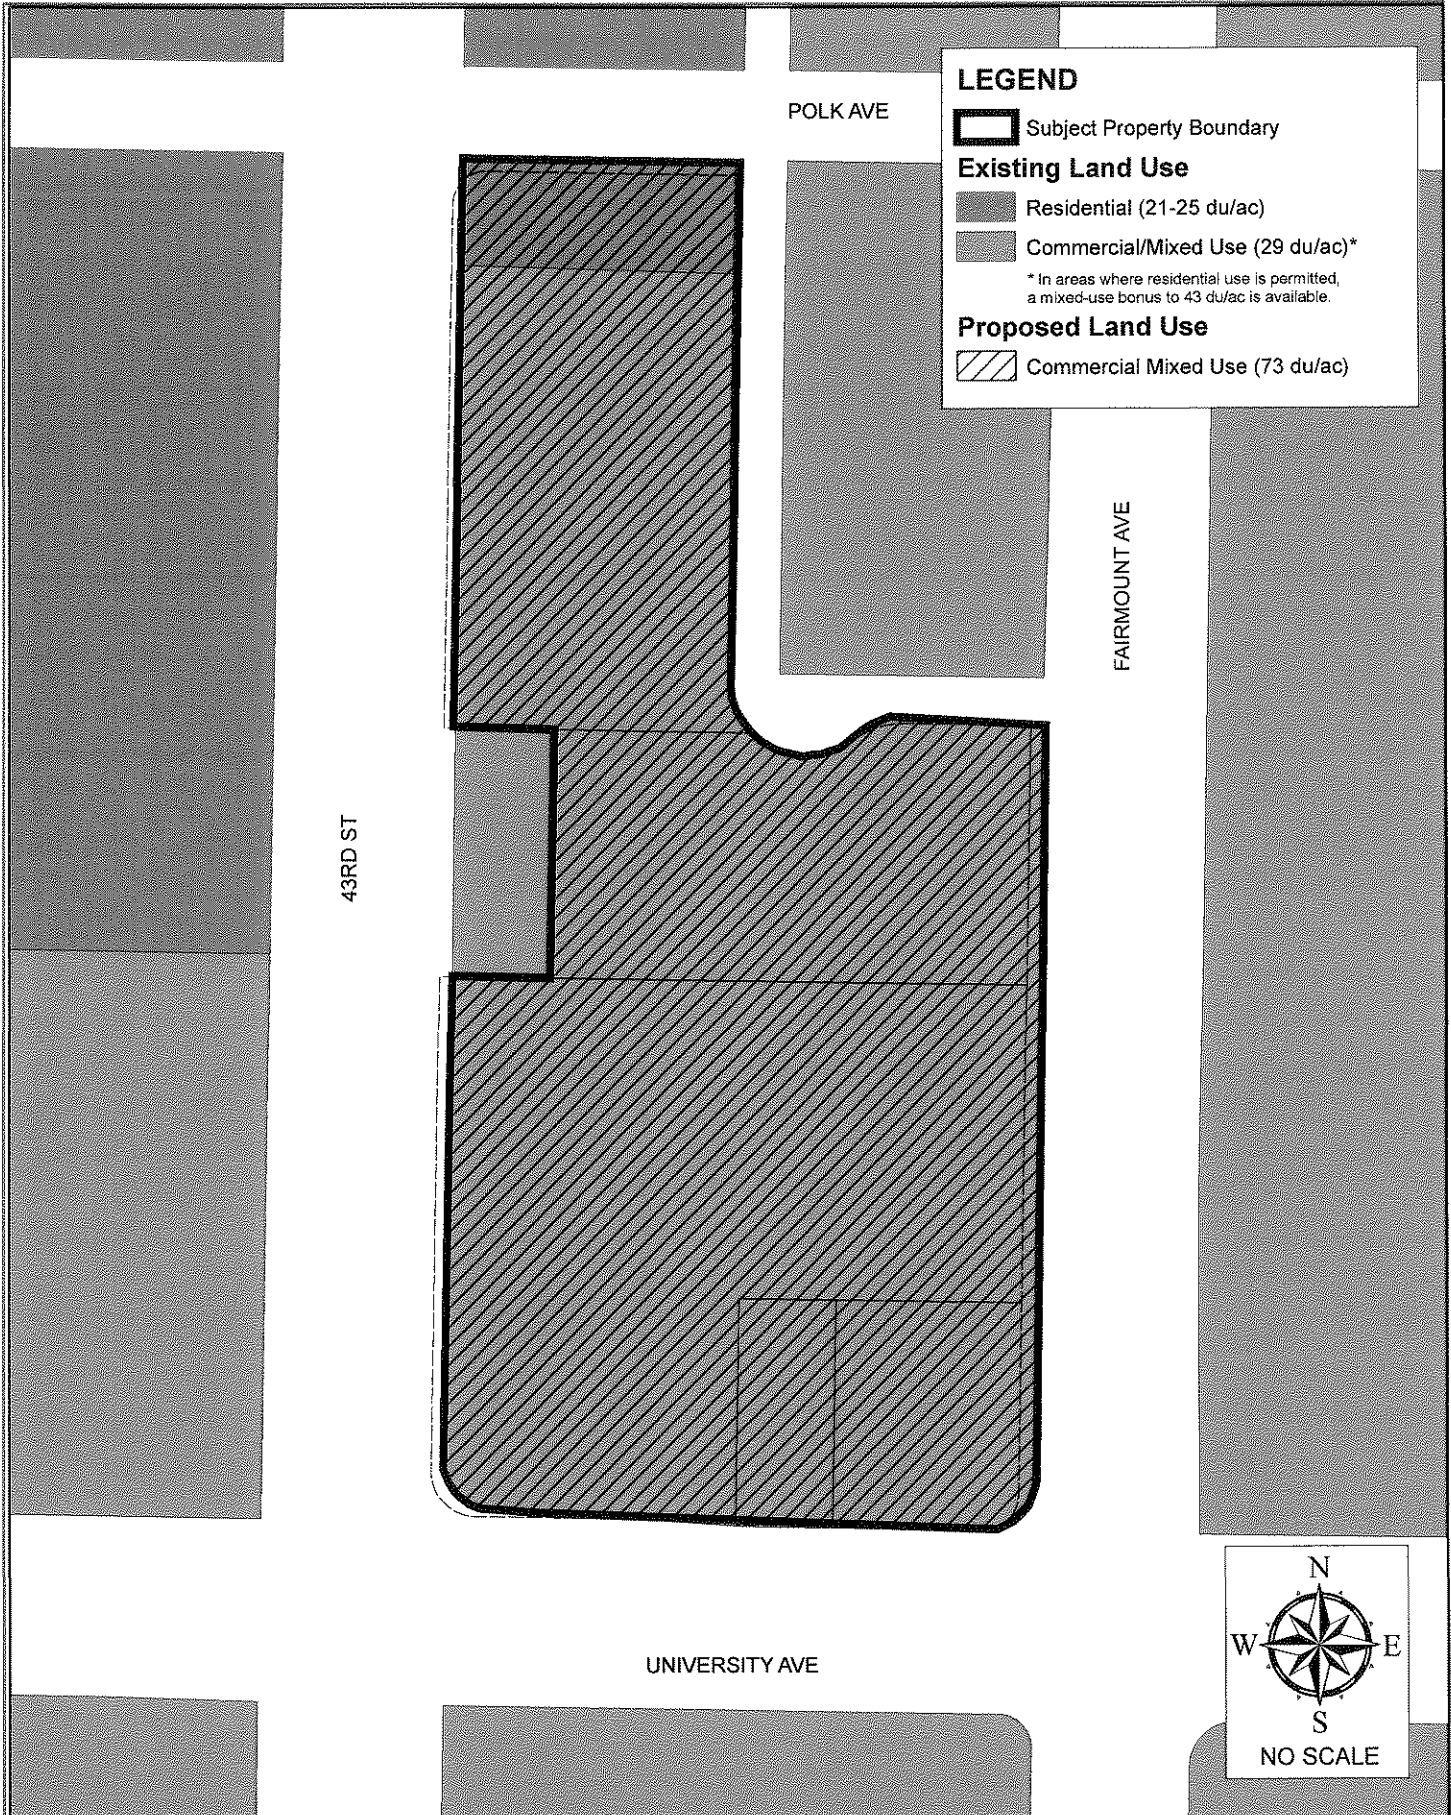 POLK AVE
LEGEND
Subject Property Boundary
Existing Land Use
Residential (21-25 du/ac)
Commercial/Mixed Use (29 du/ac)*
* In areas where residential use is permitted,
a mixed-use bonus to 43 du/ac is available.
Proposed Land Use
Commercial Mixed Use (73 du/ac)
FAIRMOUNT AVE
43RD ST
UNIVERSITY AVE
N
W
E
S
NO SCALE